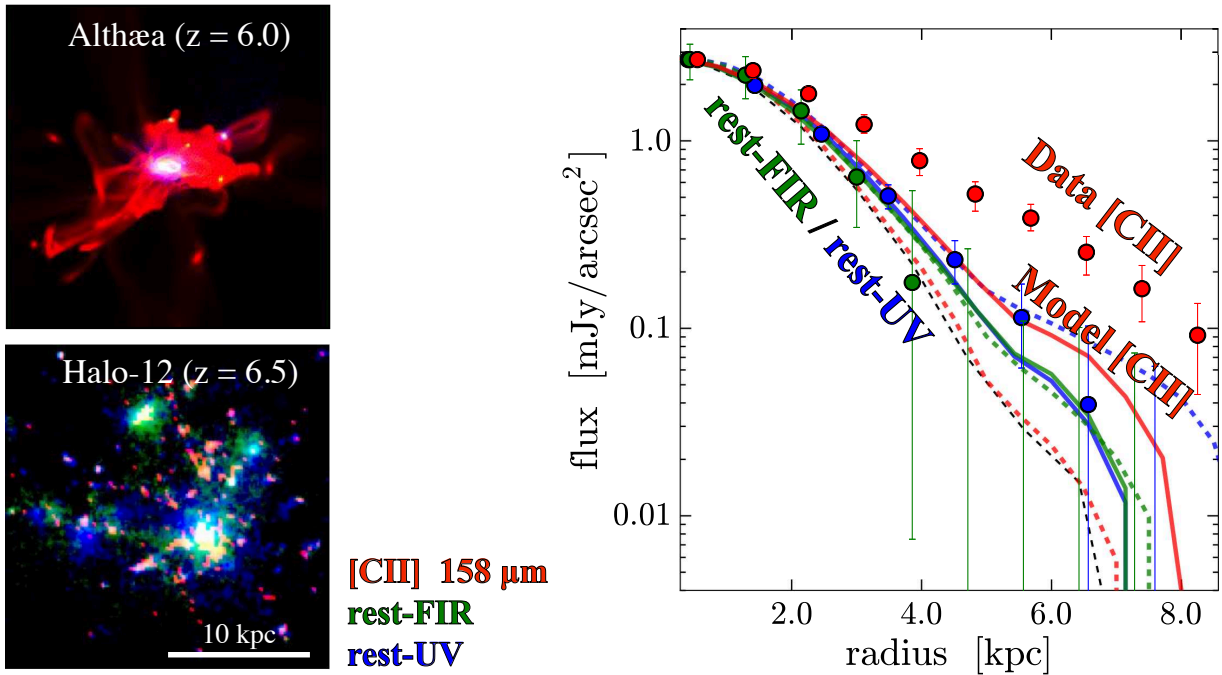 Althæa (z = 6.0)
Halo-12 (z = 6.5)
10 kpc
[CII] 158 μm
rest-FIR
rest-UV
flux [mJy/arcsec²]
1.0
0.1
0.01
rest-FIR / rest-UV
Data [CII]
Model [CII]
2.0 4.0 6.0 8.0
radius [kpc]